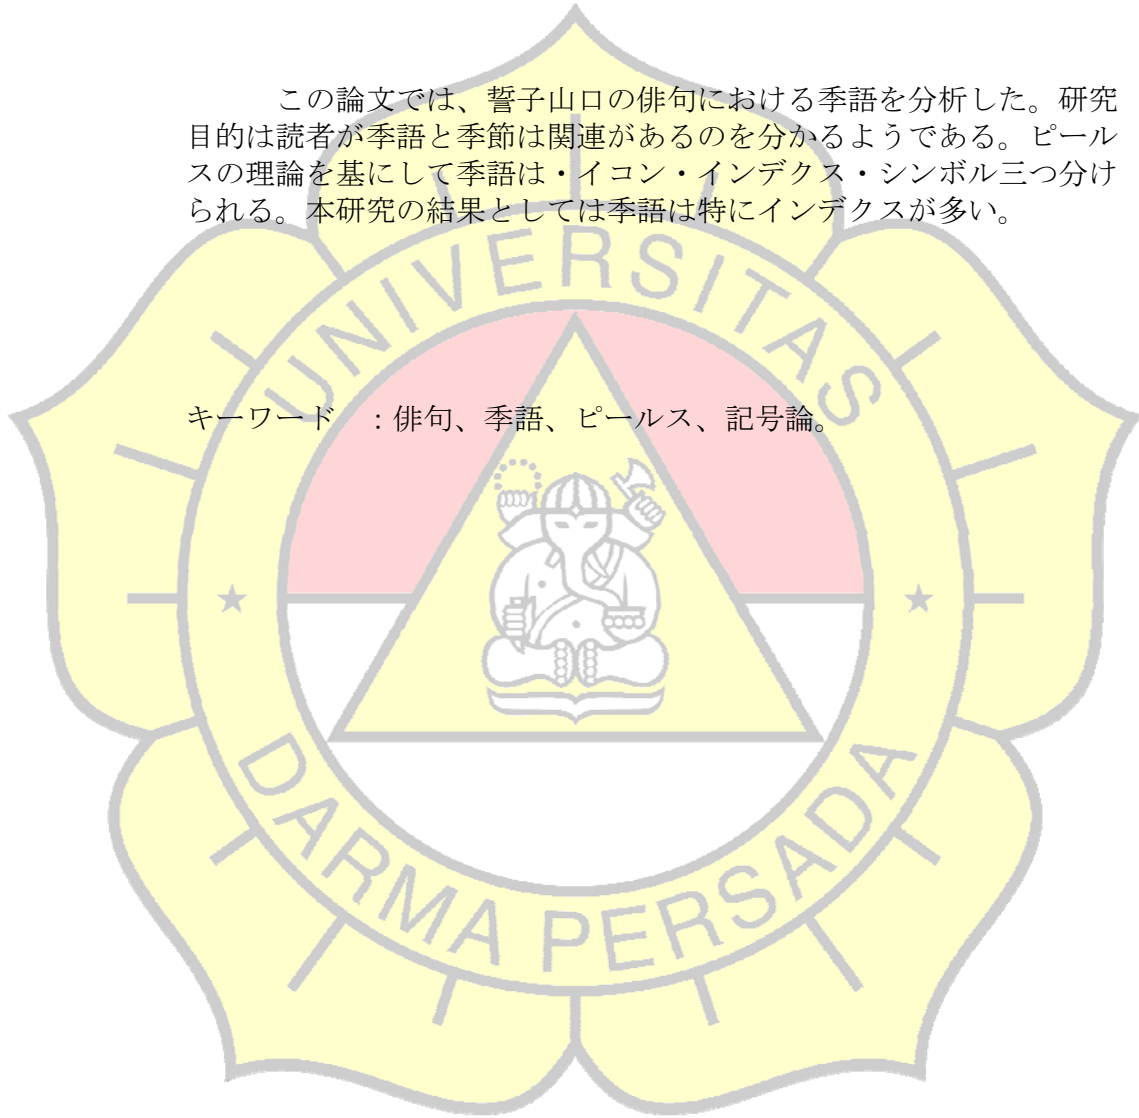 この論文では、誓子山口の俳句における季語を分析した。研究
目的は読者が季語と季節は関連があるのを分かるようである。ピール
スの理論を基にして季語は・イコン・インデクス・シンボル三つ分け
られる。本研究の結果としては季語は特にインデクスが多い。
UNIVERSITAS
キーワード　：俳句、季語、ピールス、記号論。
DARMA PERSADA